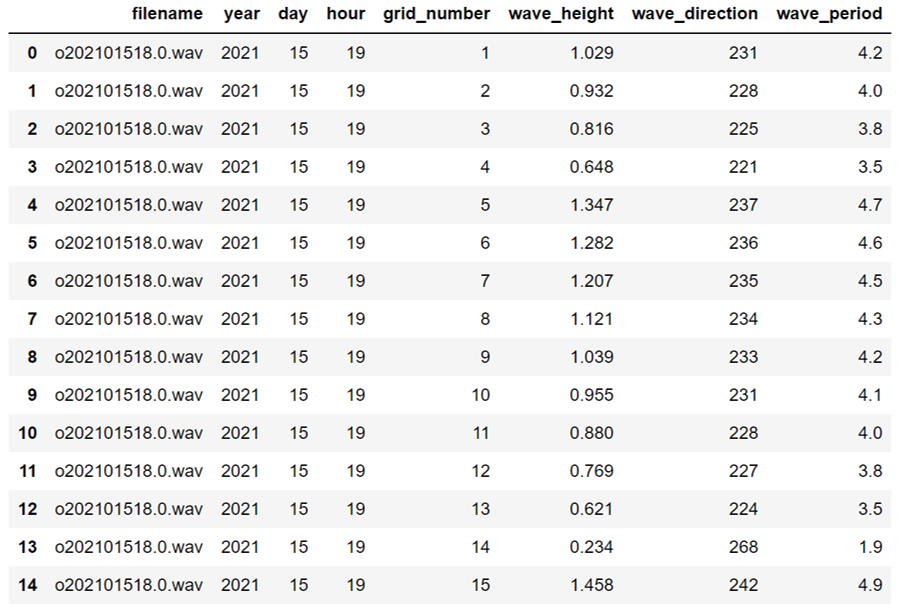 filename year day hour grid_number wave_height wave_direction wave_period
0 o202101518.0.wav 2021 15 19 1 1.029 231 4.2
1 o202101518.0.wav 2021 15 19 2 0.932 228 4.0
2 o202101518.0.wav 2021 15 19 3 0.816 225 3.8
3 o202101518.0.wav 2021 15 19 4 0.648 221 3.5
4 o202101518.0.wav 2021 15 19 5 1.347 237 4.7
5 o202101518.0.wav 2021 15 19 6 1.282 236 4.6
6 o202101518.0.wav 2021 15 19 7 1.207 235 4.5
7 o202101518.0.wav 2021 15 19 8 1.121 234 4.3
8 o202101518.0.wav 2021 15 19 9 1.039 233 4.2
9 o202101518.0.wav 2021 15 19 10 0.955 231 4.1
10 o202101518.0.wav 2021 15 19 11 0.880 228 4.0
11 o202101518.0.wav 2021 15 19 12 0.769 227 3.8
12 o202101518.0.wav 2021 15 19 13 0.621 224 3.5
13 o202101518.0.wav 2021 15 19 14 0.234 268 1.9
14 o202101518.0.wav 2021 15 19 15 1.458 242 4.9